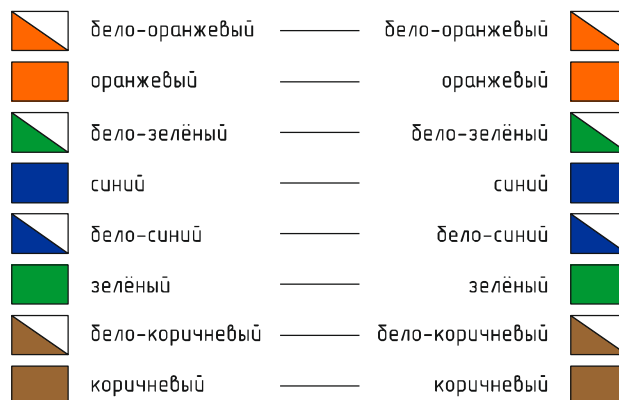 бело-оранжевый бело-оранжевый
оранжевый оранжевый
бело-зелёный бело-зелёный
синий синий
бело-синий бело-синий
зелёный зелёный
бело-коричневый бело-коричневый
коричневый коричневый